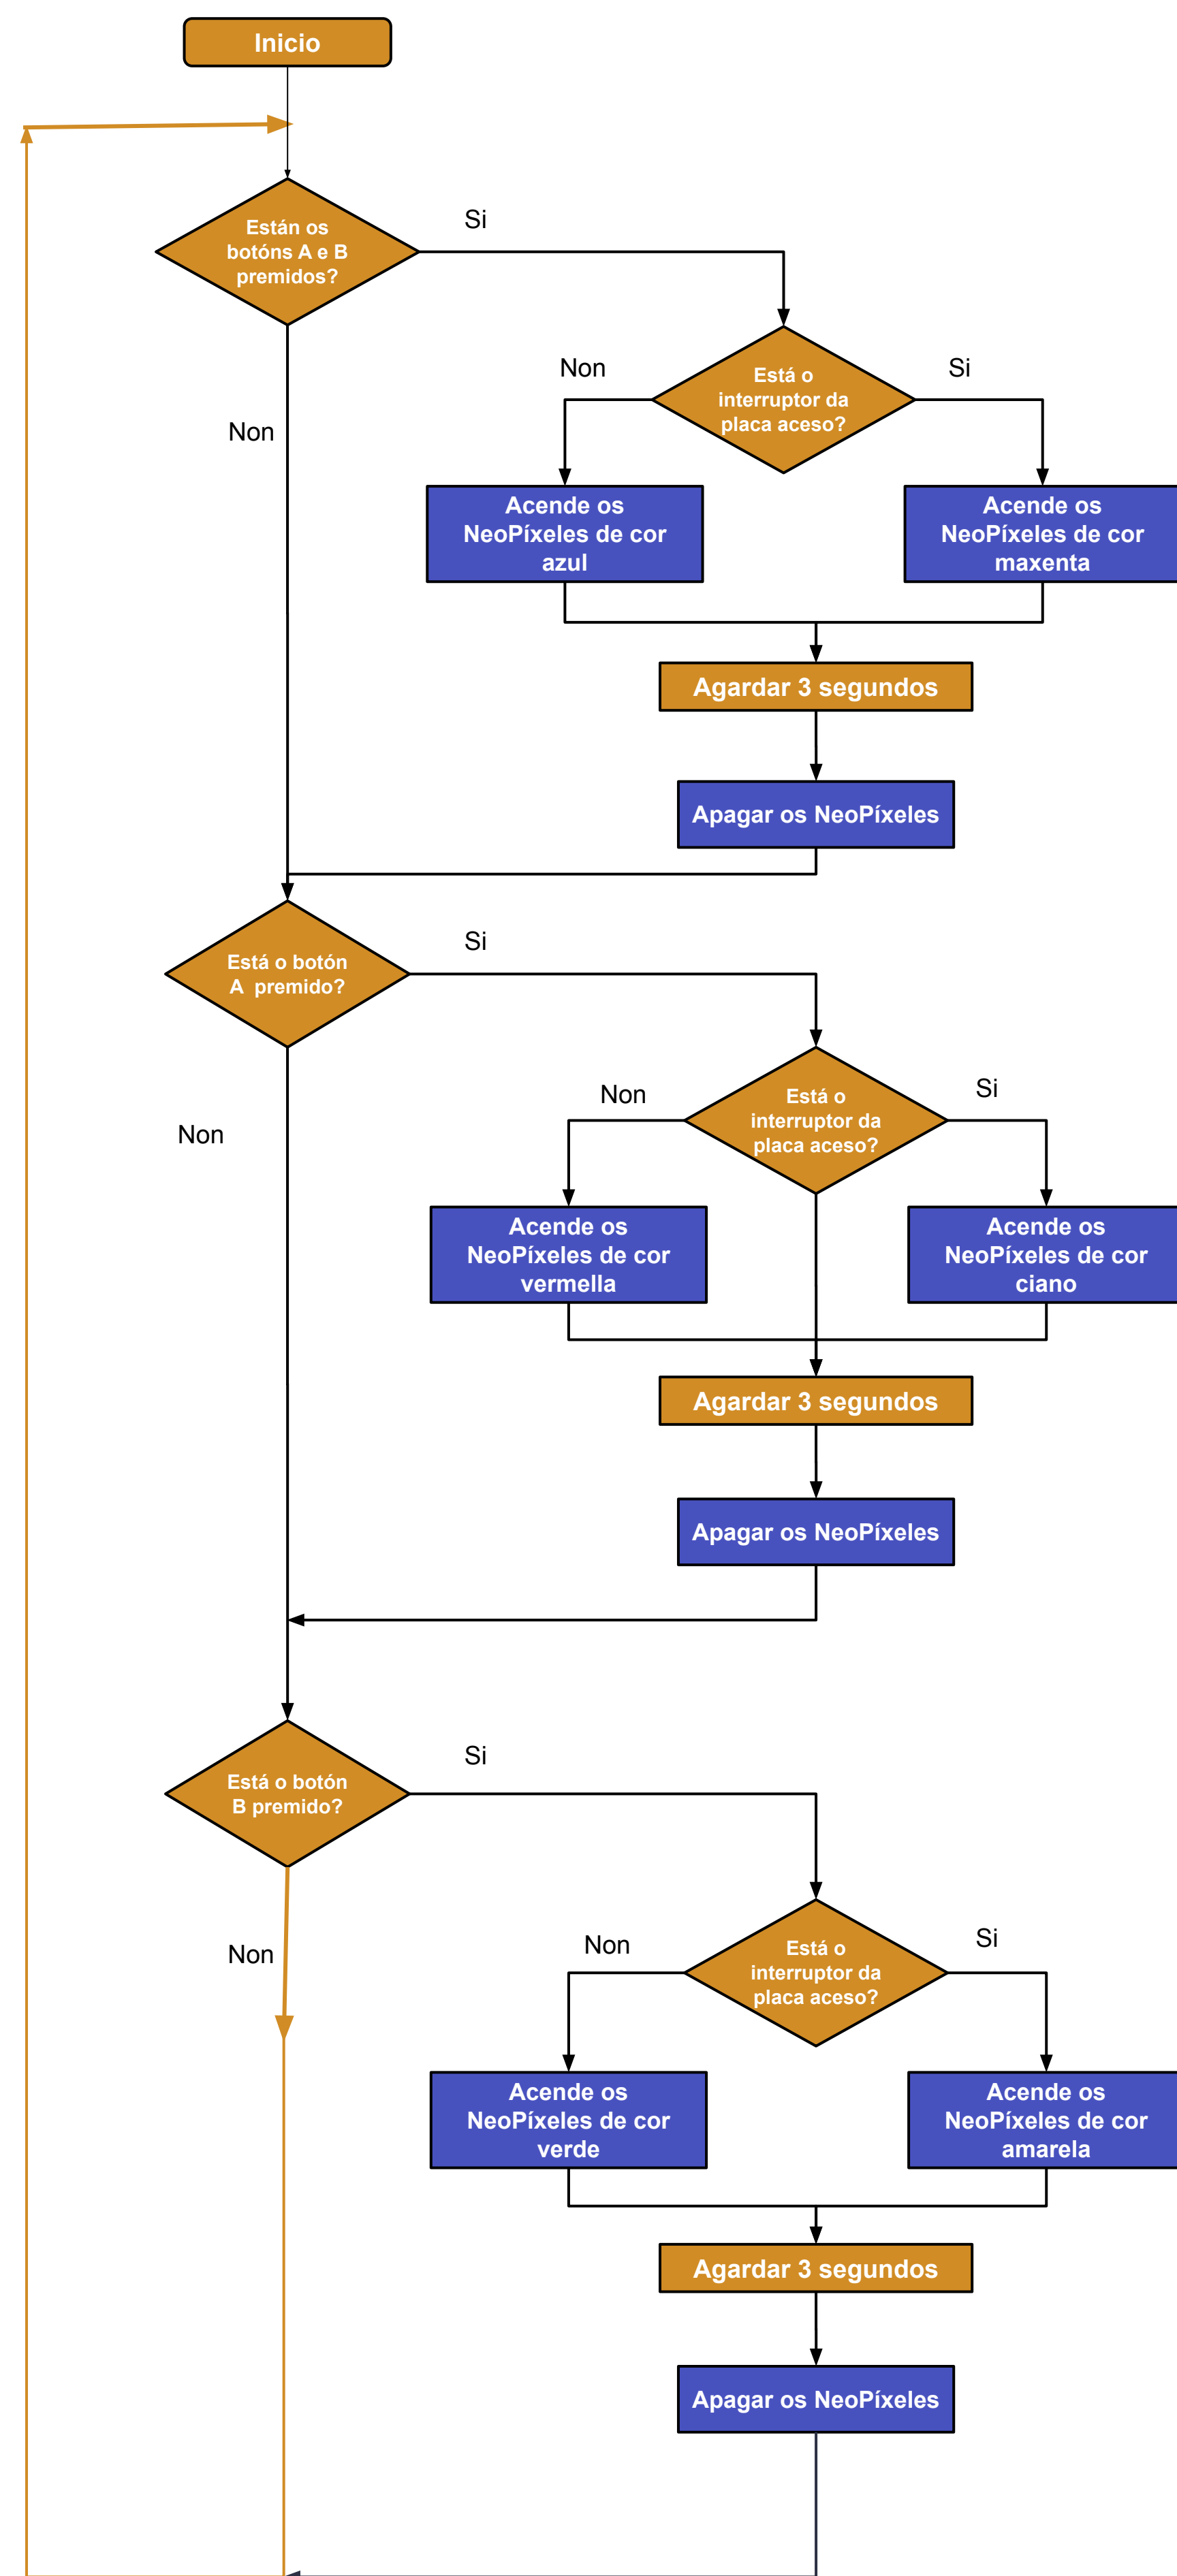 Inicio
Están os
botóns A e B
premidos?
Si
Non
Está o
interruptor da
placa aceso?
Non
Si
Acende os
NeoPíxeles de cor
azul
Acende os
NeoPíxeles de cor
maxenta
Agardar 3 segundos
Apagar os NeoPíxeles
Está o botón
A premido?
Si
Non
Está o
interruptor da
placa aceso?
Non
Si
Acende os
NeoPíxeles de cor
vermella
Acende os
NeoPíxeles de cor
ciano
Agardar 3 segundos
Apagar os NeoPíxeles
Está o botón
B premido?
Si
Non
Está o
interruptor da
placa aceso?
Non
Si
Acende os
NeoPíxeles de cor
verde
Acende os
NeoPíxeles de cor
amarela
Agardar 3 segundos
Apagar os NeoPíxeles